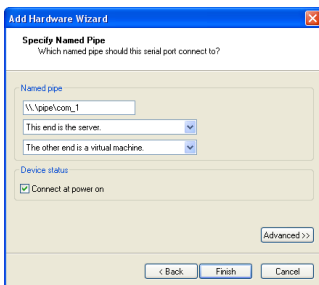 Add Hardware Wizard
Specify Named Pipe
Which named pipe should this serial port connect to?
Named pipe
\\.\pipe\com_1
This end is the server.
The other end is a virtual machine.
Device status
Connect at power on
Advanced >>
< Back
Finish
Cancel